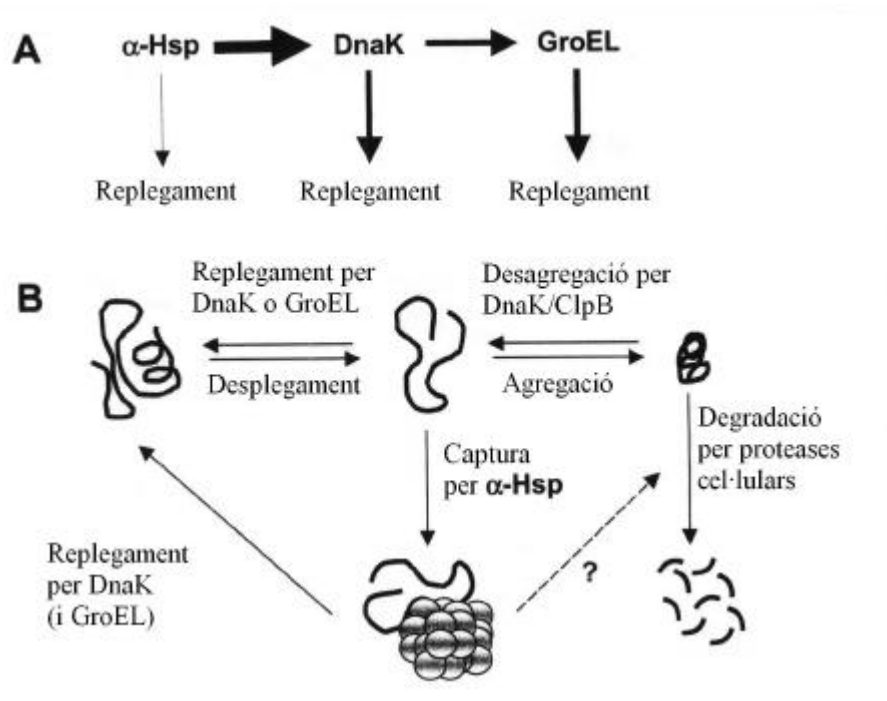 A
α-Hsp DnaK GroEL
Replegament Replegament Replegament
B
Replegament per
DnaK o GroEL
Desplegament
Desagregació per
DnaK/ClpB
Agregació
Captura
per α-Hsp
Degradació
per proteases
cel·lulars
Replegament
per DnaK
(i GroEL)
?